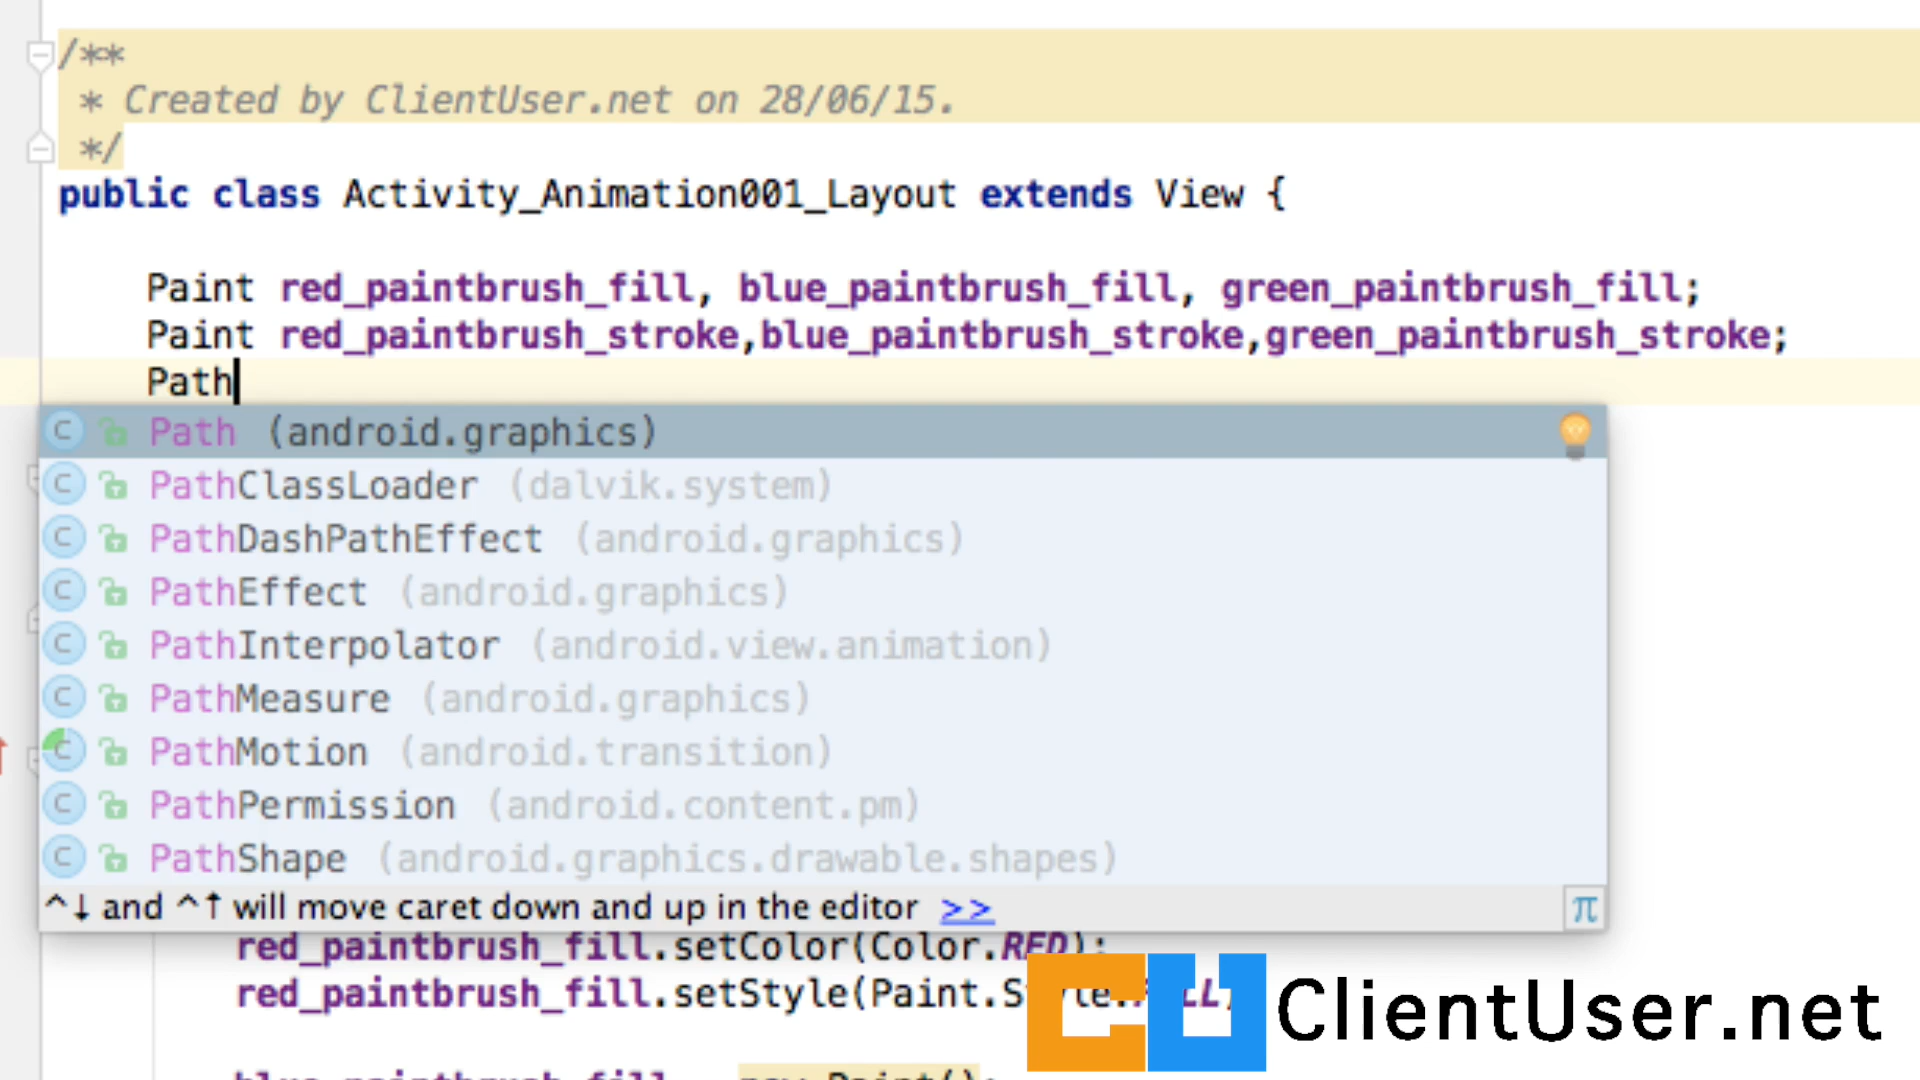 /**
* Created by ClientUser.net on 28/06/15.
*/
public class Activity_Animation001_Layout extends View {
Paint red_paintbrush_fill, blue_paintbrush_fill, green_paintbrush_fill;
Paint red_paintbrush_stroke,blue_paintbrush_stroke,green_paintbrush_stroke;
Path
C Path (android.graphics)
C PathClassLoader (dalvik.system)
C PathDashPathEffect (android.graphics)
C PathEffect (android.graphics)
C PathInterpolator (android.view.animation)
C PathMeasure (android.graphics)
C PathMotion (android.transition)
C PathPermission (android.content.pm)
C PathShape (android.graphics.drawable.shapes)
^↓ and ^↑ will move caret down and up in the editor >> π
red_paintbrush_fill.setColor(Color.RED);
red_paintbrush_fill.setStyle(Paint.Style.
ClientUser.net
new Paint();